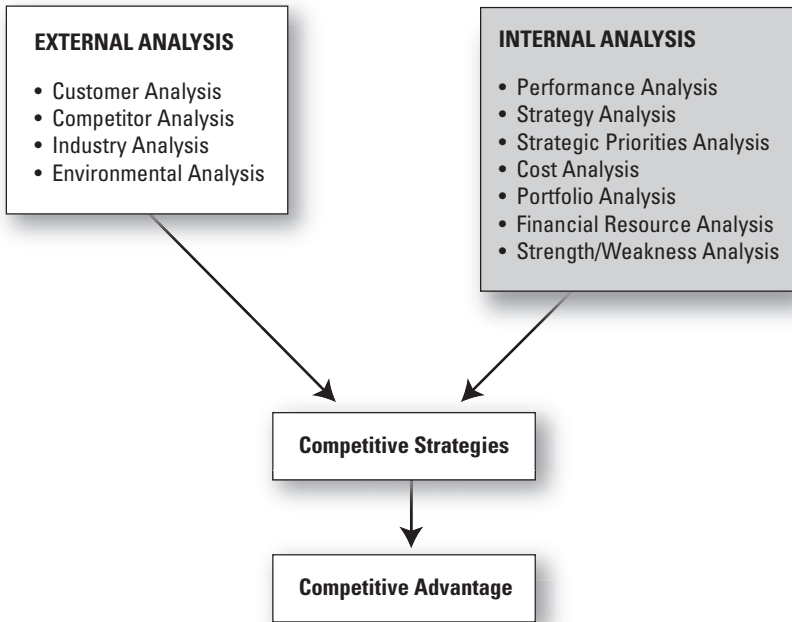 EXTERNAL ANALYSIS
• Customer Analysis
• Competitor Analysis
• Industry Analysis
• Environmental Analysis
INTERNAL ANALYSIS
• Performance Analysis
• Strategy Analysis
• Strategic Priorities Analysis
• Cost Analysis
• Portfolio Analysis
• Financial Resource Analysis
• Strength/Weakness Analysis
Competitive Strategies
Competitive Advantage